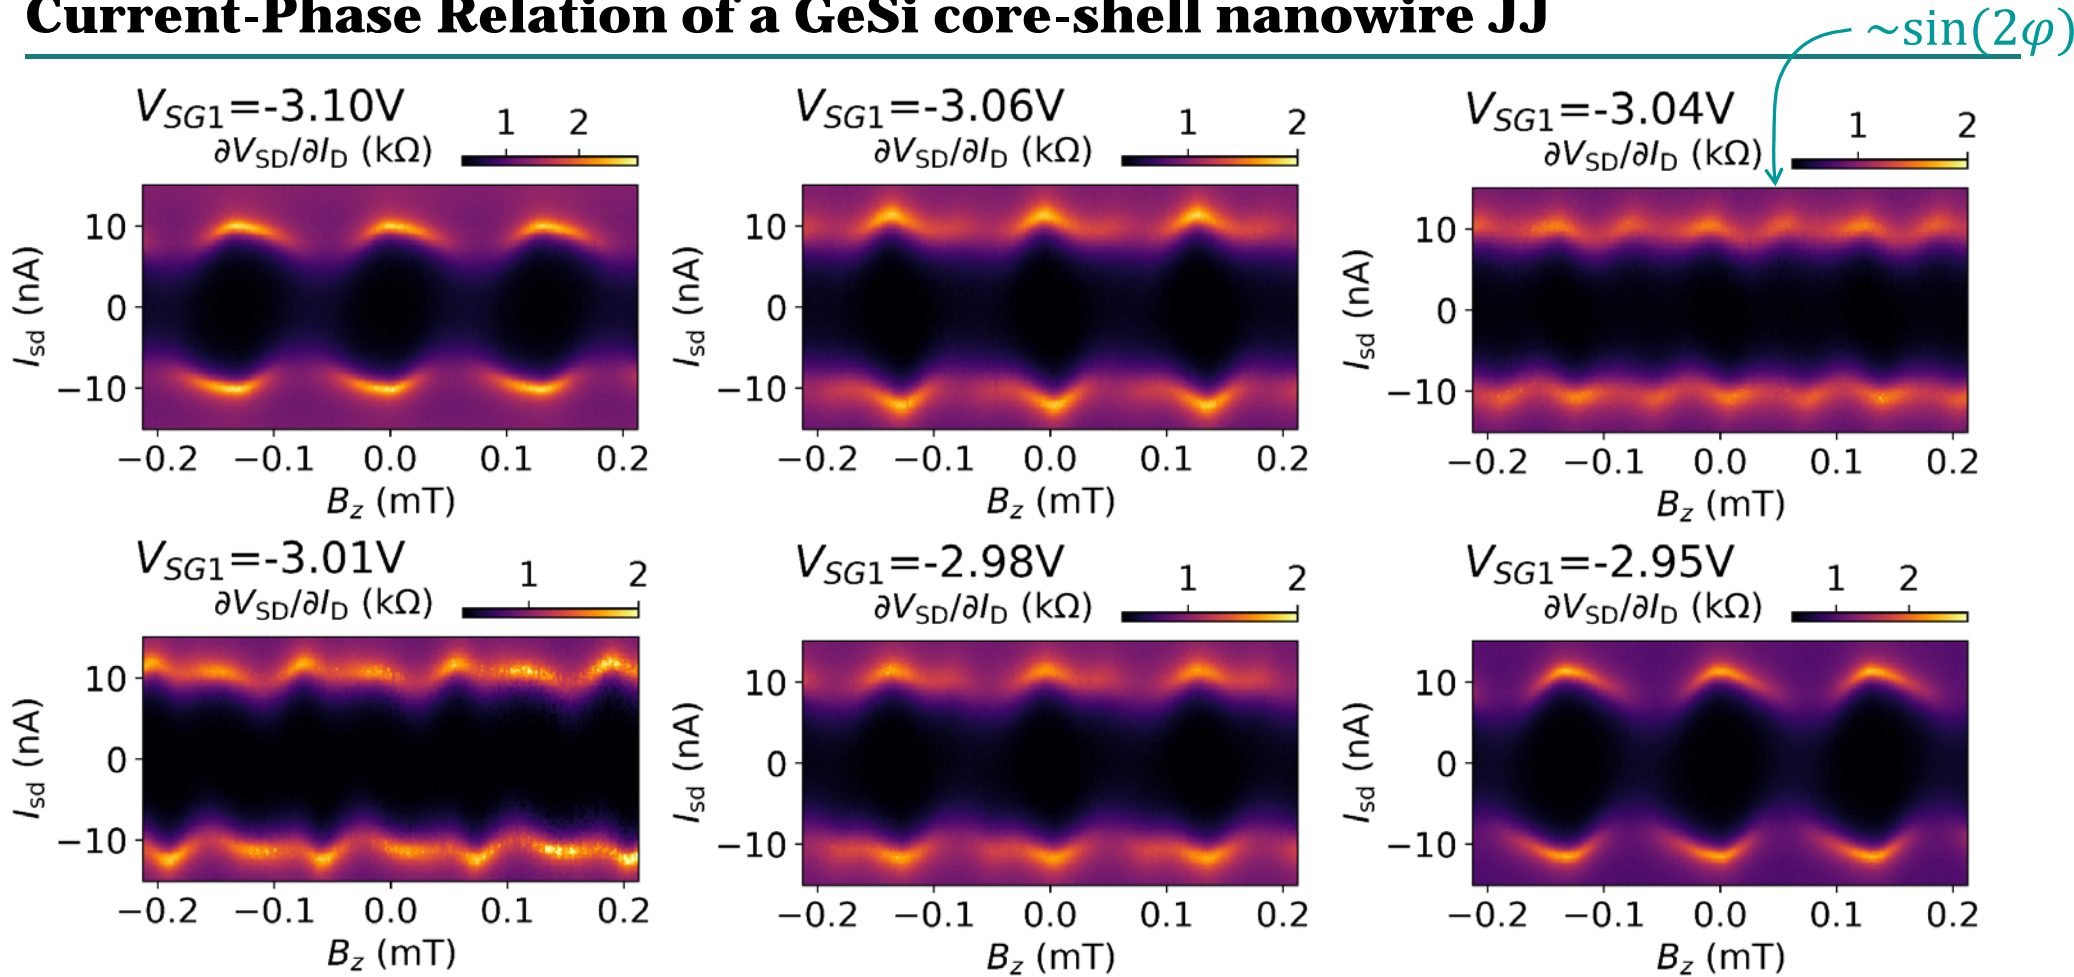 Current-Phase Relation of a GeSi core-shell nanowire JJ
~sin(2φ)
V_SG1=-3.10V
∂V_SD/∂I_D (kΩ)
1 2
10
0
−10
I_sd (nA)
−0.2 −0.1 0.0 0.1 0.2
B_z (mT)
V_SG1=-3.06V
∂V_SD/∂I_D (kΩ)
1 2
10
0
−10
I_sd (nA)
−0.2 −0.1 0.0 0.1 0.2
B_z (mT)
V_SG1=-3.04V
∂V_SD/∂I_D (kΩ)
1 2
10
0
−10
I_sd (nA)
−0.2 −0.1 0.0 0.1 0.2
B_z (mT)
V_SG1=-3.01V
∂V_SD/∂I_D (kΩ)
1 2
10
0
−10
I_sd (nA)
−0.2 −0.1 0.0 0.1 0.2
B_z (mT)
V_SG1=-2.98V
∂V_SD/∂I_D (kΩ)
1 2
10
0
−10
I_sd (nA)
−0.2 −0.1 0.0 0.1 0.2
B_z (mT)
V_SG1=-2.95V
∂V_SD/∂I_D (kΩ)
1 2
10
0
−10
I_sd (nA)
−0.2 −0.1 0.0 0.1 0.2
B_z (mT)